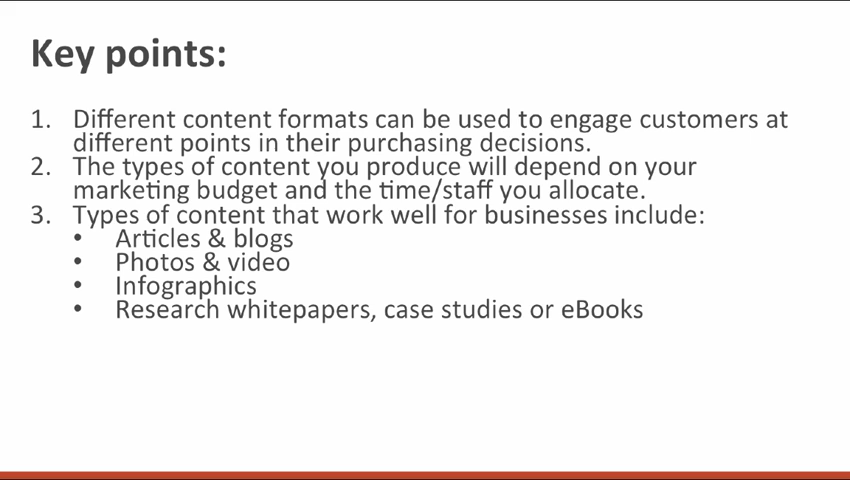 Key points:
1. Different content formats can be used to engage customers at
different points in their purchasing decisions.
2. The types of content you produce will depend on your
marketing budget and the time/staff you allocate.
3. Types of content that work well for businesses include:
• Articles & blogs
• Photos & video
• Infographics
• Research whitepapers, case studies or eBooks